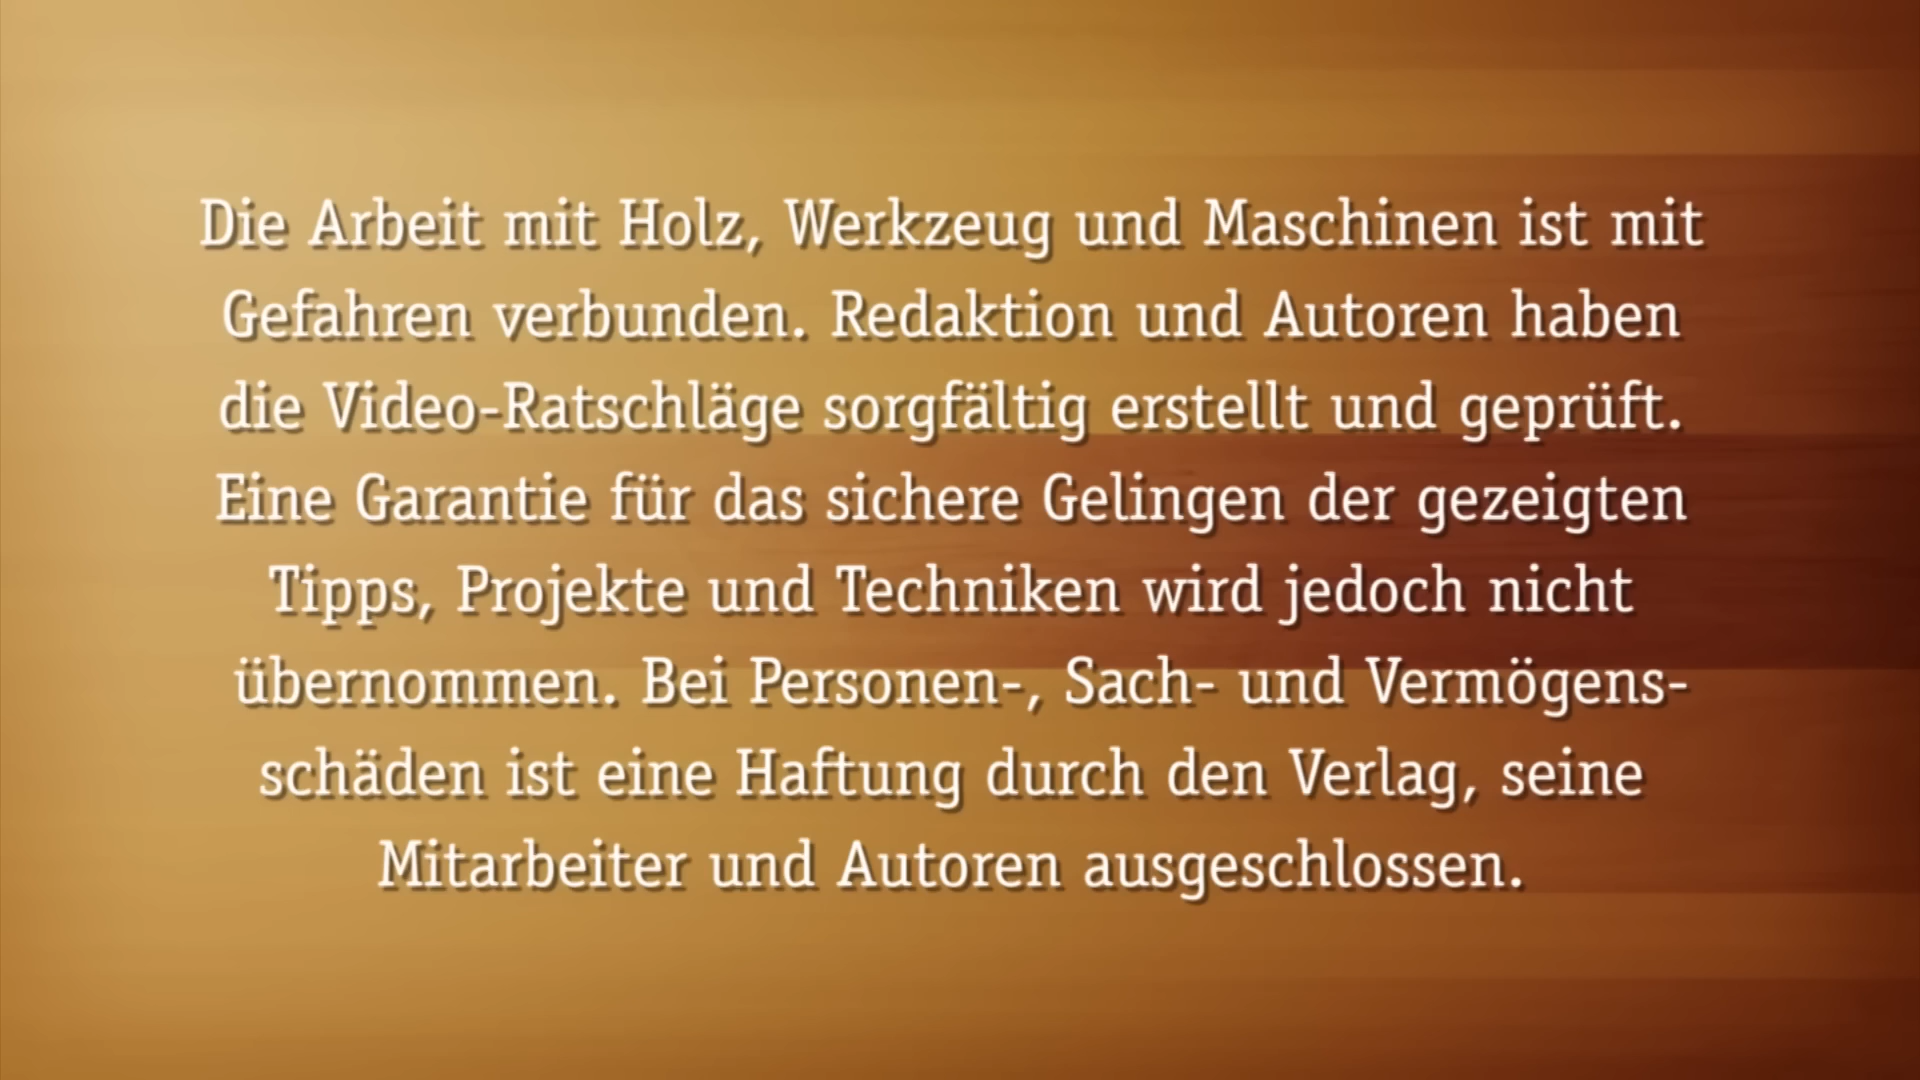 Die Arbeit mit Holz, Werkzeug und Maschinen ist mit
Gefahren verbunden. Redaktion und Autoren haben
die Video-Ratschläge sorgfältig erstellt und geprüft.
Eine Garantie für das sichere Gelingen der gezeigten
Tipps, Projekte und Techniken wird jedoch nicht
übernommen. Bei Personen-, Sach- und Vermögens-
schäden ist eine Haftung durch den Verlag, seine
Mitarbeiter und Autoren ausgeschlossen.